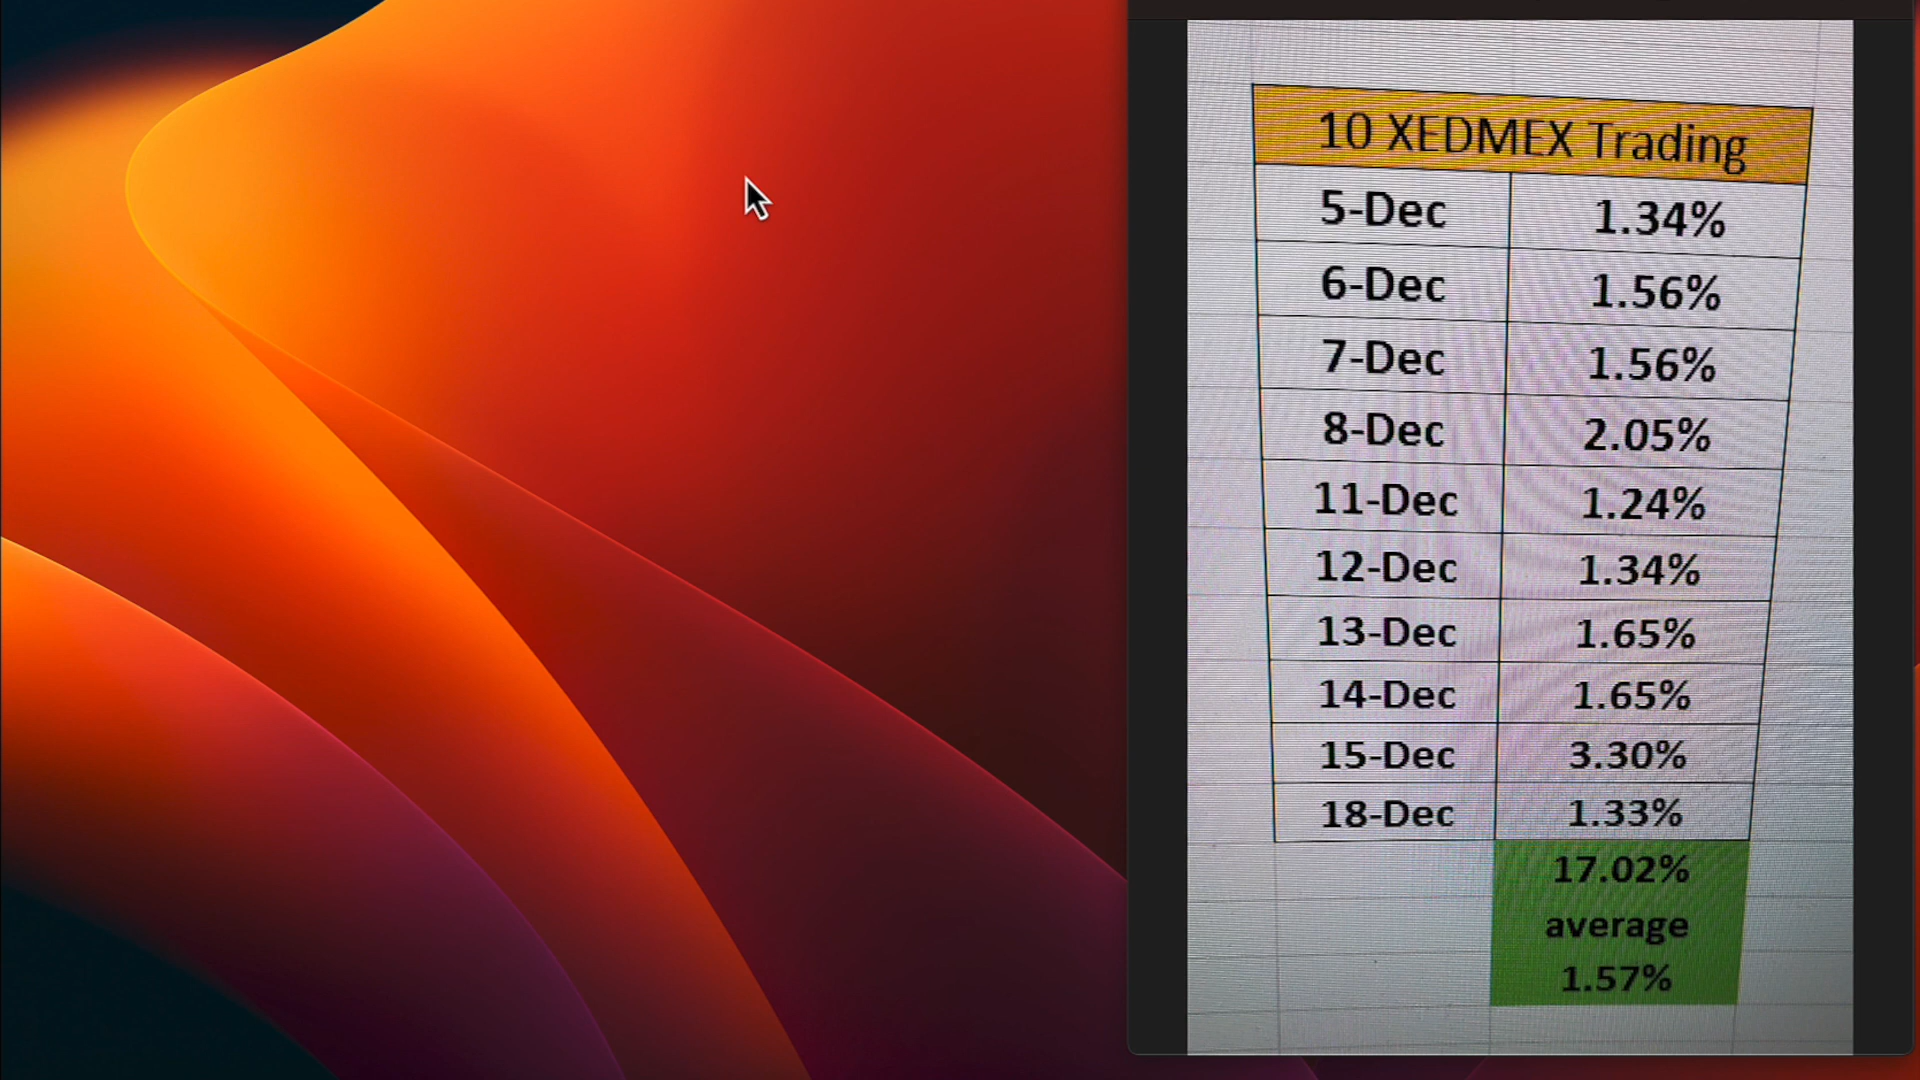 10 XEDMEX Trading
5-Dec 1.34%
6-Dec 1.56%
7-Dec 1.56%
8-Dec 2.05%
11-Dec 1.24%
12-Dec 1.34%
13-Dec 1.65%
14-Dec 1.65%
15-Dec 3.30%
18-Dec 1.33%
17.02%
average
1.57%